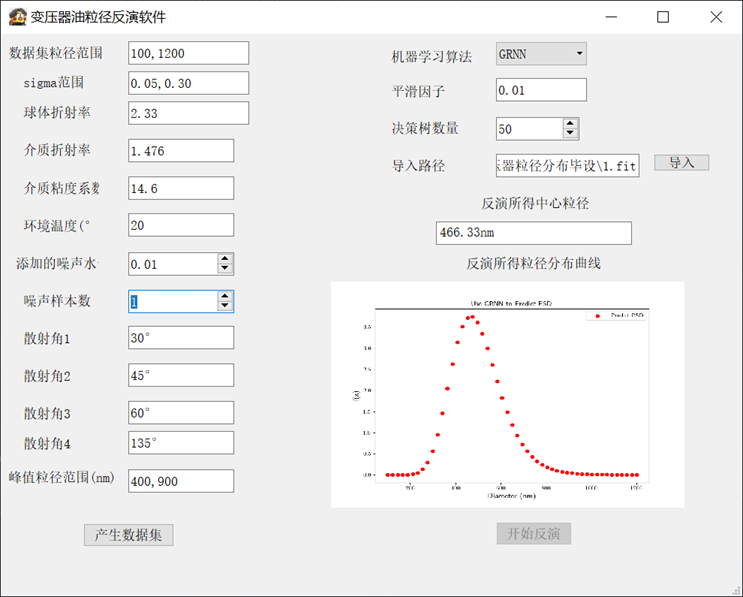 变压器油粒径反演软件
数据集粒径范围 100,1200
sigma范围 0.05,0.30
球体折射率 2.33
介质折射率 1.476
介质粘度系数 14.6
环境温度(° 20
添加的噪声水 0.01
噪声样本数 1
散射角1 30°
散射角2 45°
散射角3 60°
散射角4 135°
峰值粒径范围(nm) 400,900
产生数据集
机器学习算法 GRNN
平滑因子 0.01
决策树数量 50
导入路径 压器粒径分布毕设\1.fit 导入
反演所得中心粒径
466.33nm
反演所得粒径分布曲线
Use GRNN to Predict PSD
Predict PSD
3.5
3.0
2.5
2.0
1.5
1.0
0.5
0.0
f(x)
Diameter (nm)
开始反演